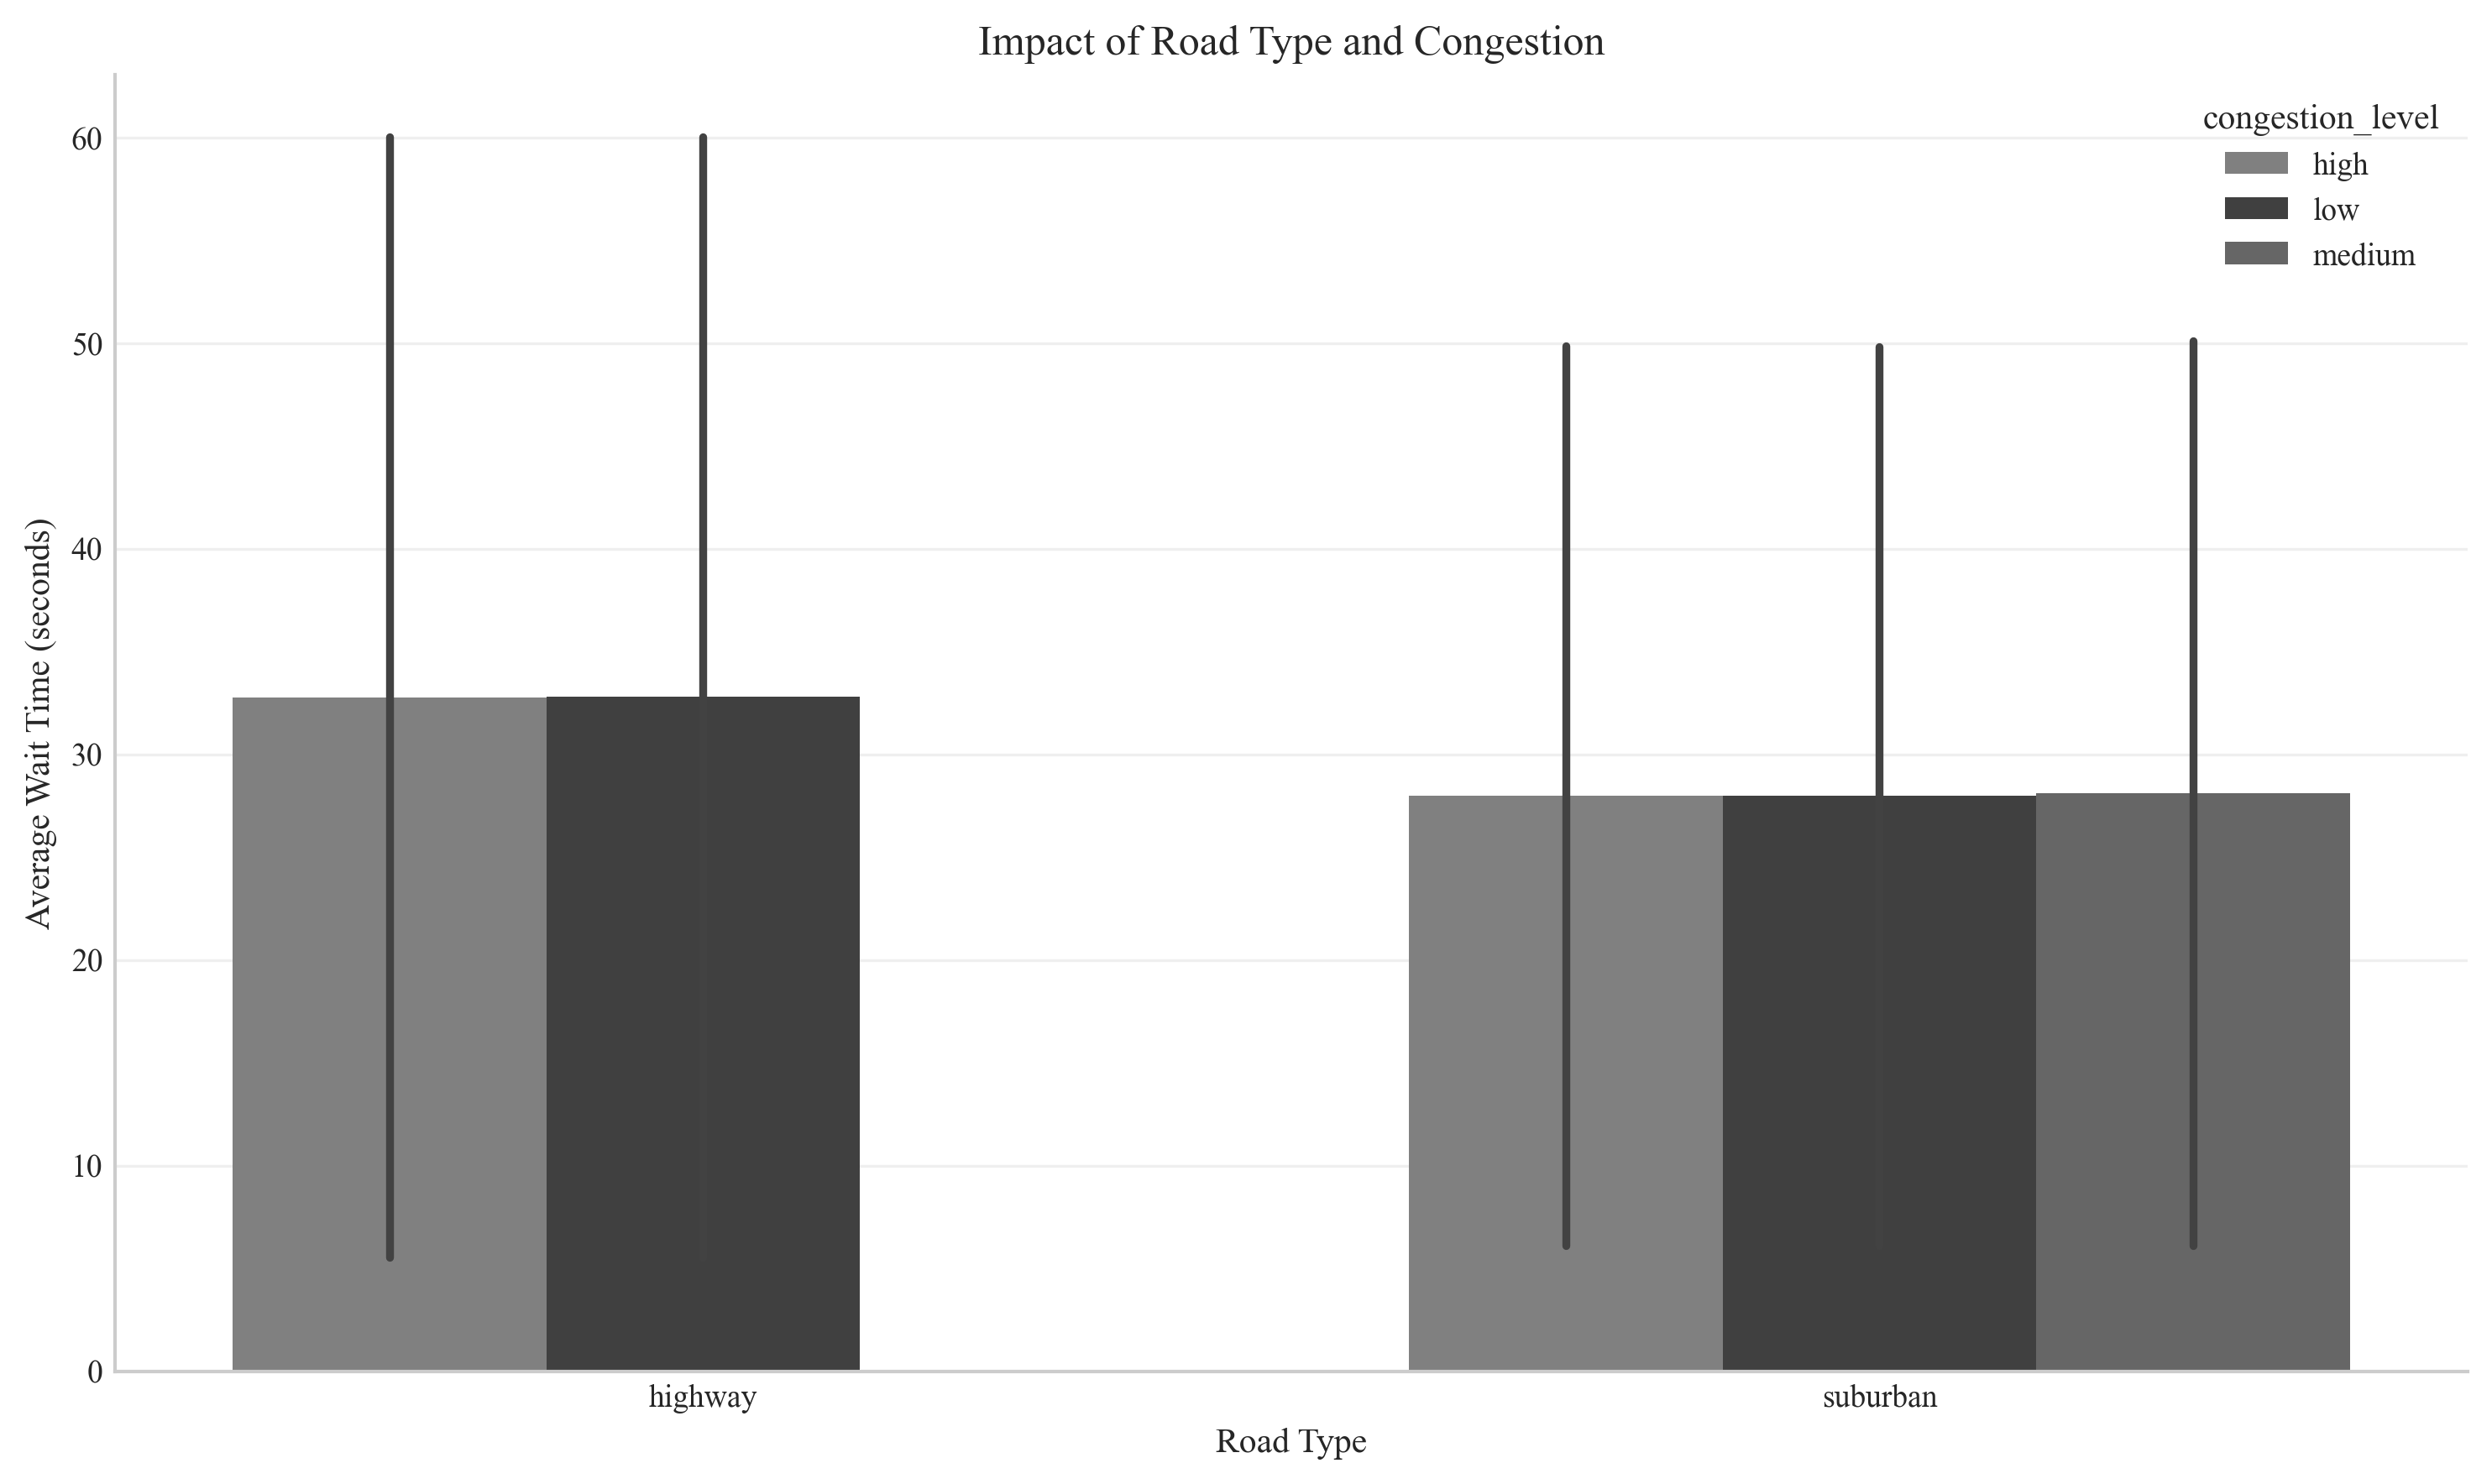 Impact of Road Type and Congestion
congestion_level
high
low
medium
Average Wait Time (seconds)
60
50
40
30
20
10
0
highway
suburban
Road Type